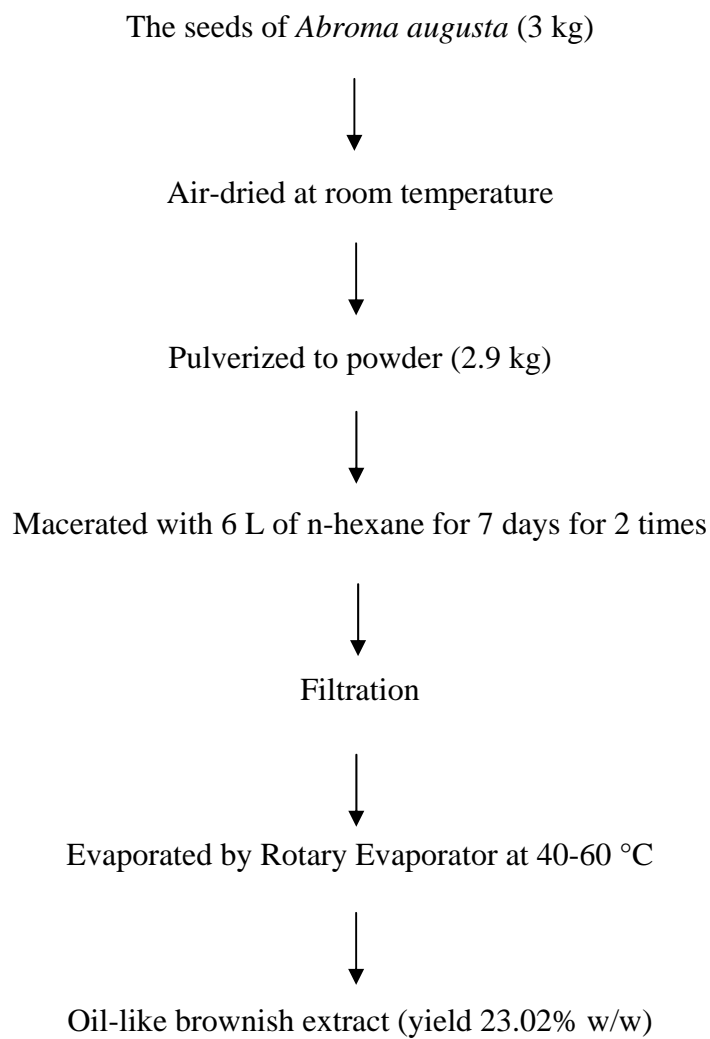 The seeds of Abroma augusta (3 kg)
Air-dried at room temperature
Pulverized to powder (2.9 kg)
Macerated with 6 L of n-hexane for 7 days for 2 times
Filtration
Evaporated by Rotary Evaporator at 40-60 °C
Oil-like brownish extract (yield 23.02% w/w)